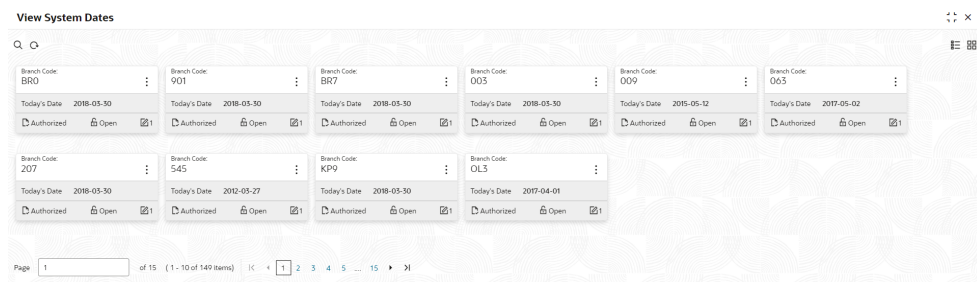 View System Dates
Branch Code: Branch Code: Branch Code: Branch Code: Branch Code: Branch Code:
BR0 901 BR7 003 009 063
Today's Date 2018-03-30 Today's Date 2018-03-30 Today's Date 2018-03-30 Today's Date 2018-03-30 Today's Date 2015-05-12 Today's Date 2017-05-02
Authorized Open 1 Authorized Open 1 Authorized Open 1 Authorized Open 1 Authorized Open 1 Authorized Open 1
Branch Code: Branch Code: Branch Code: Branch Code:
207 545 KP9 OL3
Today's Date 2018-03-30 Today's Date 2012-03-27 Today's Date 2018-03-30 Today's Date 2017-04-01
Authorized Open 1 Authorized Open 1 Authorized Open 1 Authorized Open 1
Page 1 of 15 ( 1 - 10 of 149 items) 1 2 3 4 5 ... 15